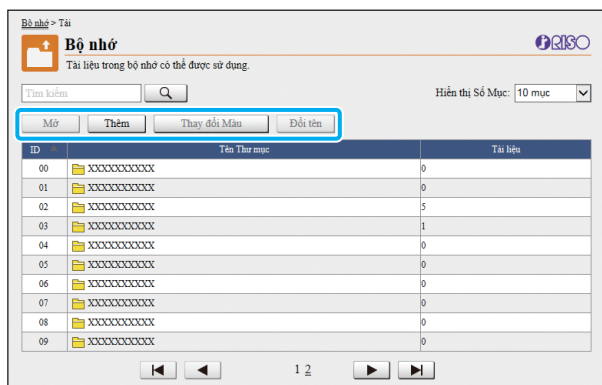 Bộ nhớ > Tải
Bộ nhớ
RISO
Tài liệu trong bộ nhớ có thể được sử dụng.
Tìm kiếm
Hiển thị Số Mục: 10 mục
Mở Thêm Thay đổi Màu Đổi tên
ID Tên Thư mục Tài liệu
00 XXXXXXXXXX 0
01 XXXXXXXXXX 0
02 XXXXXXXXXX 5
03 XXXXXXXXXX 1
04 XXXXXXXXXX 0
05 XXXXXXXXXX 0
06 XXXXXXXXXX 0
07 XXXXXXXXXX 0
08 XXXXXXXXXX 0
09 XXXXXXXXXX 0
1 2